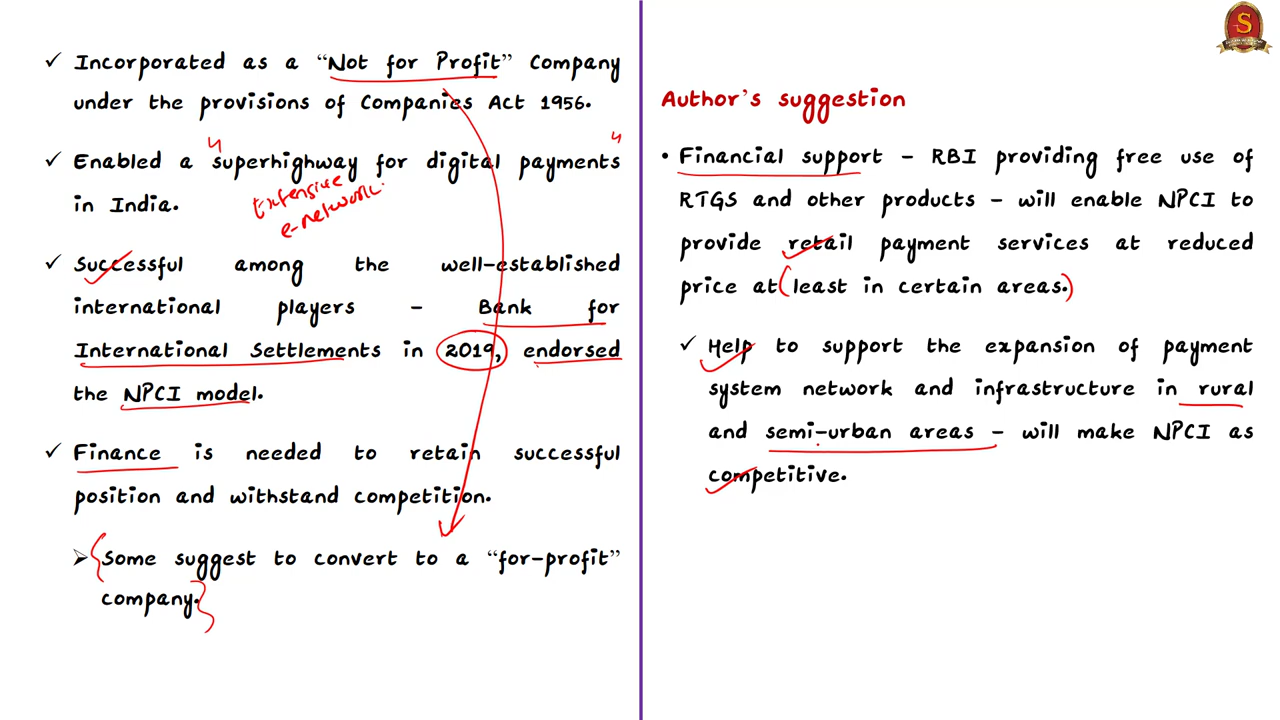 ✓ Incorporated as a “Not for Profit” Company
under the provisions of Companies Act 1956.
✓ Enabled a superhighway for digital payments
in India.
Extensive
e-network
✓ Successful among the well-established
international players – Bank for
International Settlements in 2019, endorsed
the NPCI model.
✓ Finance is needed to retain successful
position and withstand competition.
➢ Some suggest to convert to a “for-profit”
company.
Author’s suggestion
• Financial support – RBI providing free use of
RTGS and other products – will enable NPCI to
provide retail payment services at reduced
price at (least in certain areas.)
✓ Help to support the expansion of payment
system network and infrastructure in rural
and semi-urban areas – will make NPCI as
competitive.
S